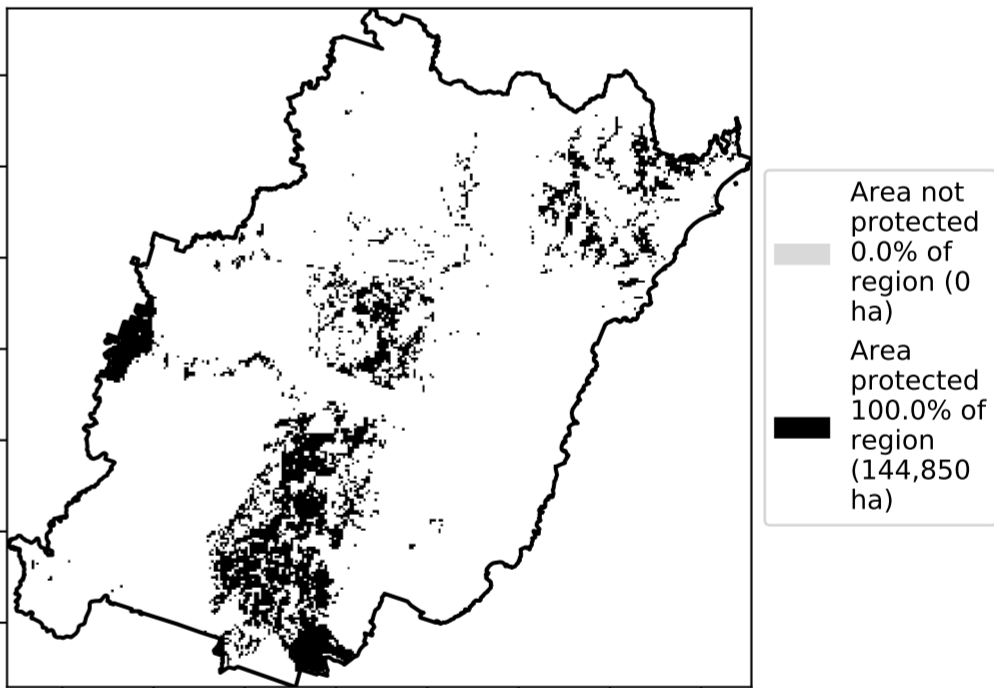 Area not
protected
0.0% of
region (0
ha)
Area
protected
100.0% of
region
(144,850
ha)